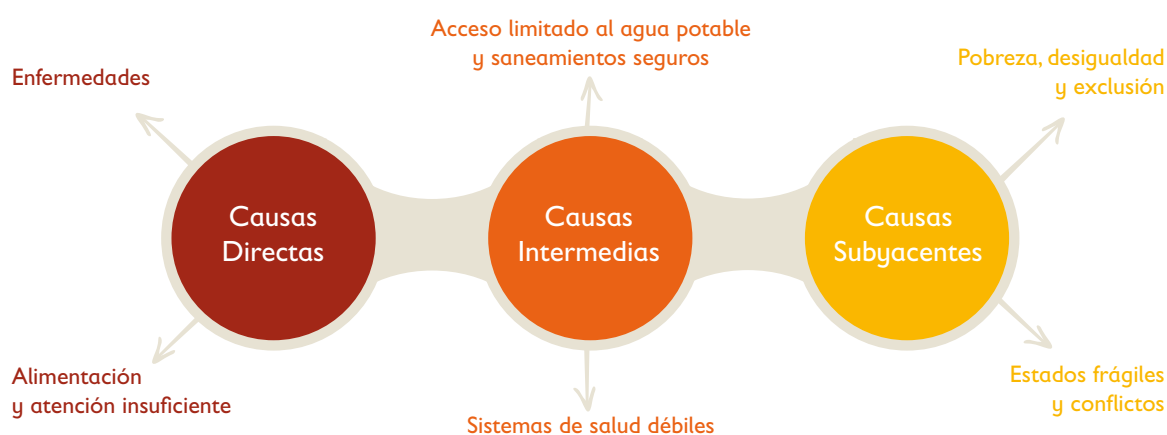 Enfermedades
Causas
Directas
Alimentación
y atención insuficiente
Acceso limitado al agua potable
y saneamientos seguros
Causas
Intermedias
Sistemas de salud débiles
Pobreza, desigualdad
y exclusión
Causas
Subyacentes
Estados frágiles
y conflictos